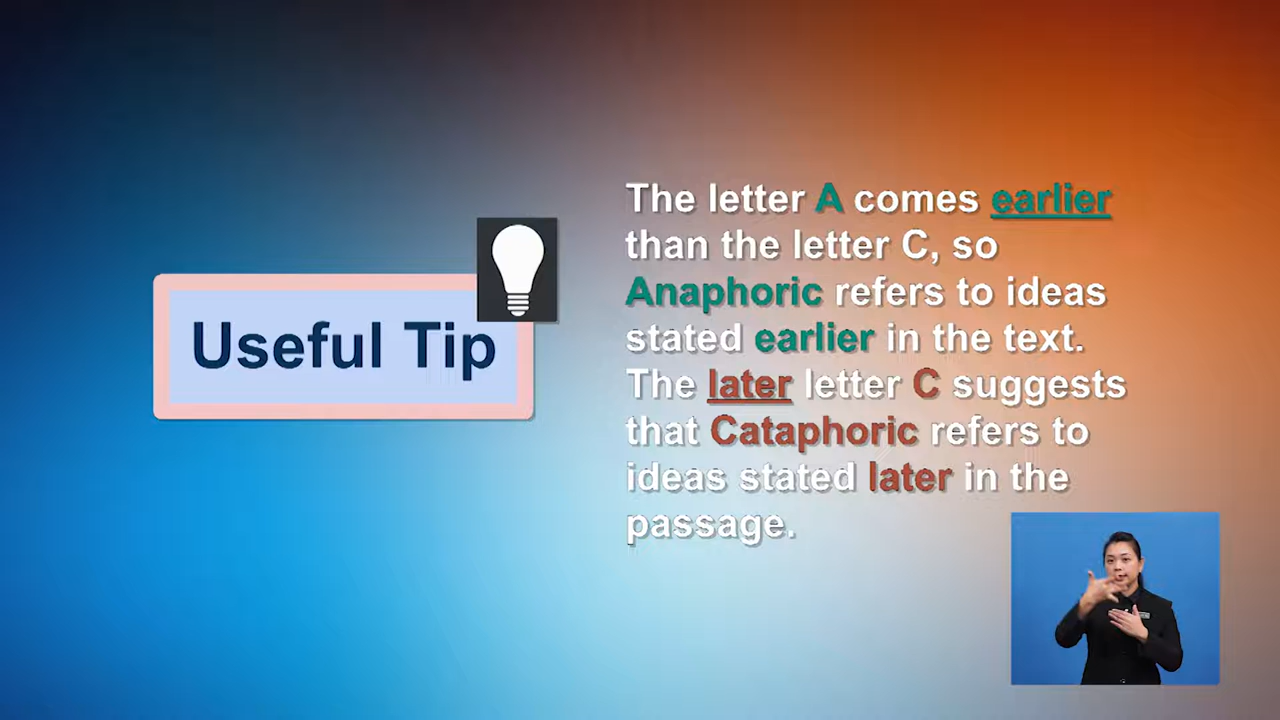 Useful Tip
The letter A comes earlier
than the letter C, so
Anaphoric refers to ideas
stated earlier in the text.
The later letter C suggests
that Cataphoric refers to
ideas stated later in the
passage.